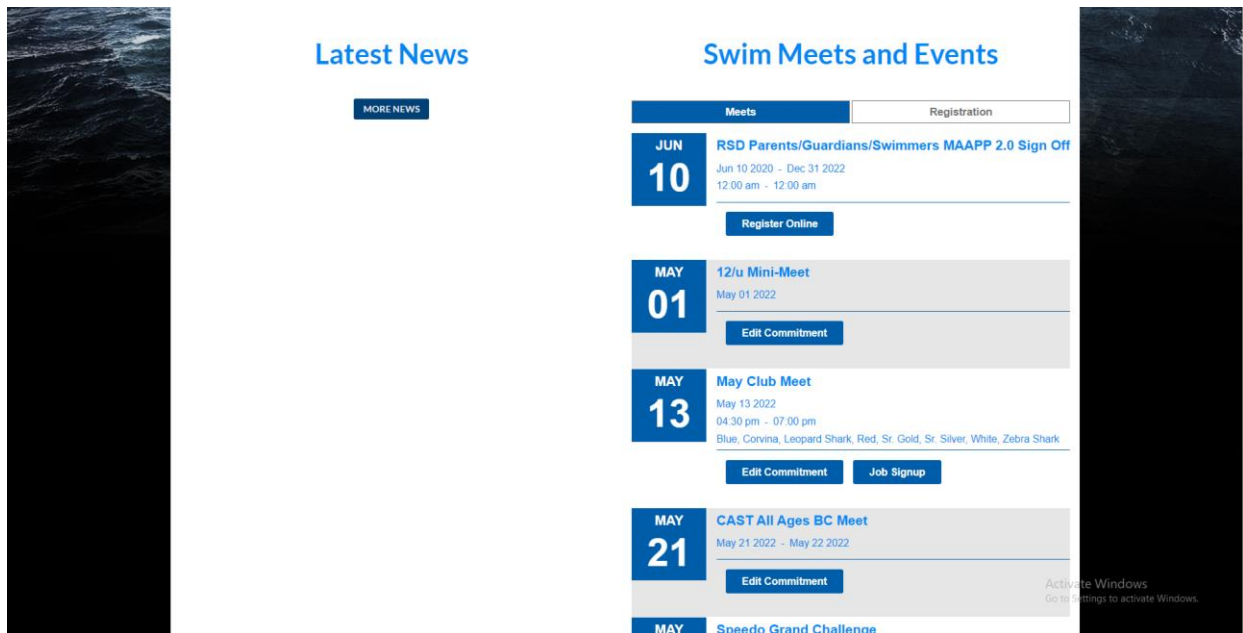 Latest News
MORE NEWS
Swim Meets and Events
Meets
Registration
JUN
10
RSD Parents/Guardians/Swimmers MAAPP 2.0 Sign Off
Jun 10 2020 - Dec 31 2022
12:00 am - 12:00 am
Register Online
MAY
01
12/u Mini-Meet
May 01 2022
Edit Commitment
MAY
13
May Club Meet
May 13 2022
04:30 pm - 07:00 pm
Blue, Corvina, Leopard Shark, Red, Sr. Gold, Sr. Silver, White, Zebra Shark
Edit Commitment
Job Signup
MAY
21
CAST All Ages BC Meet
May 21 2022 - May 22 2022
Edit Commitment
MAY
Speedo Grand Challenge
Activate Windows
Go to Settings to activate Windows.